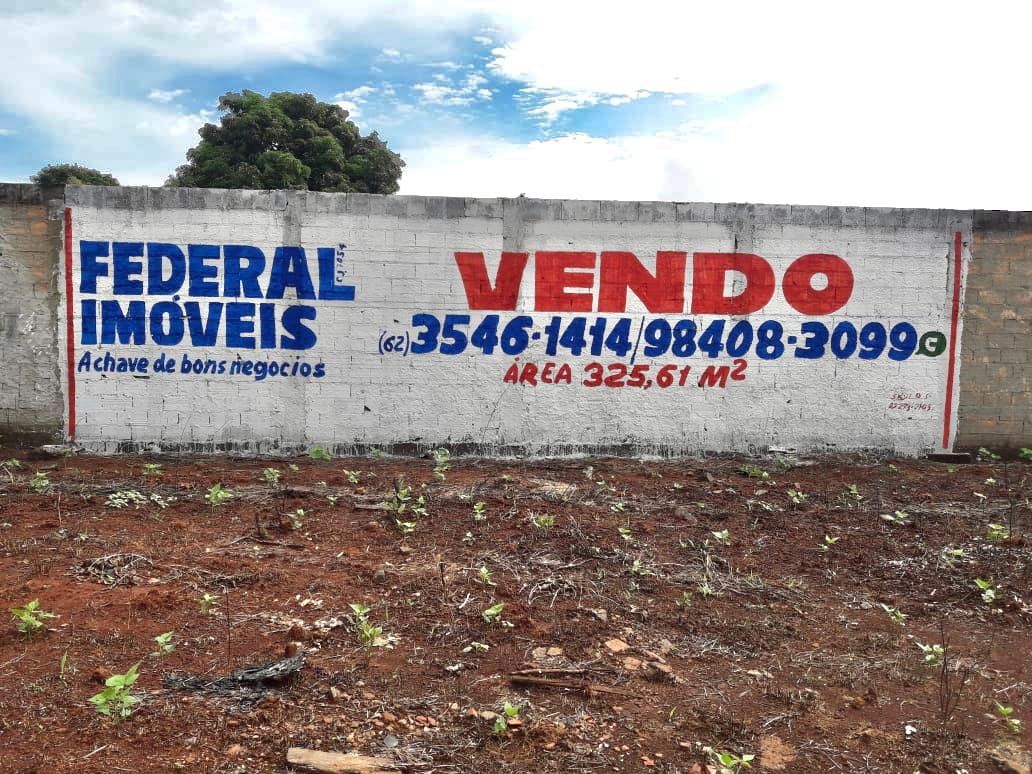 FEDERAL
IMÓVEIS
A chave de bons negocios
VENDO
(62)3546-1414/98408-3099
ÁREA 325,61 M²